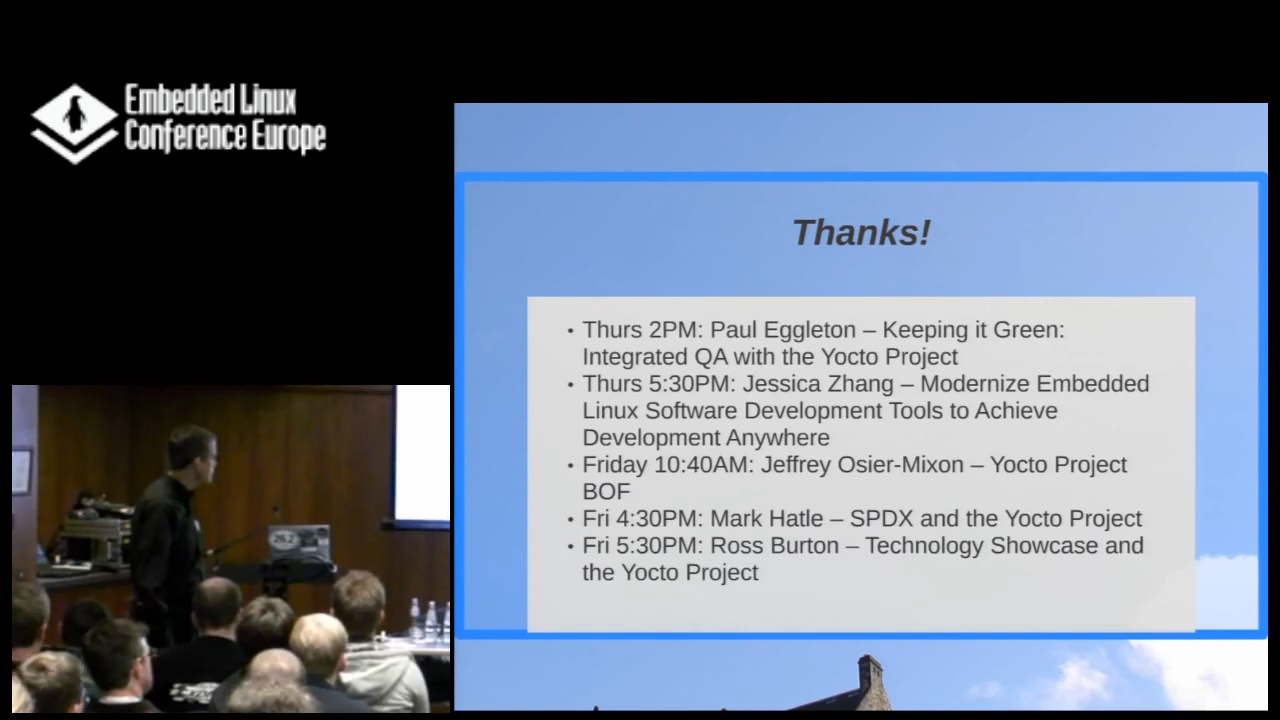 Embedded Linux
Conference Europe
Thanks!
• Thurs 2PM: Paul Eggleton – Keeping it Green:
Integrated QA with the Yocto Project
• Thurs 5:30PM: Jessica Zhang – Modernize Embedded
Linux Software Development Tools to Achieve
Development Anywhere
• Friday 10:40AM: Jeffrey Osier-Mixon – Yocto Project
BOF
• Fri 4:30PM: Mark Hatle – SPDX and the Yocto Project
• Fri 5:30PM: Ross Burton – Technology Showcase and
the Yocto Project
26.2